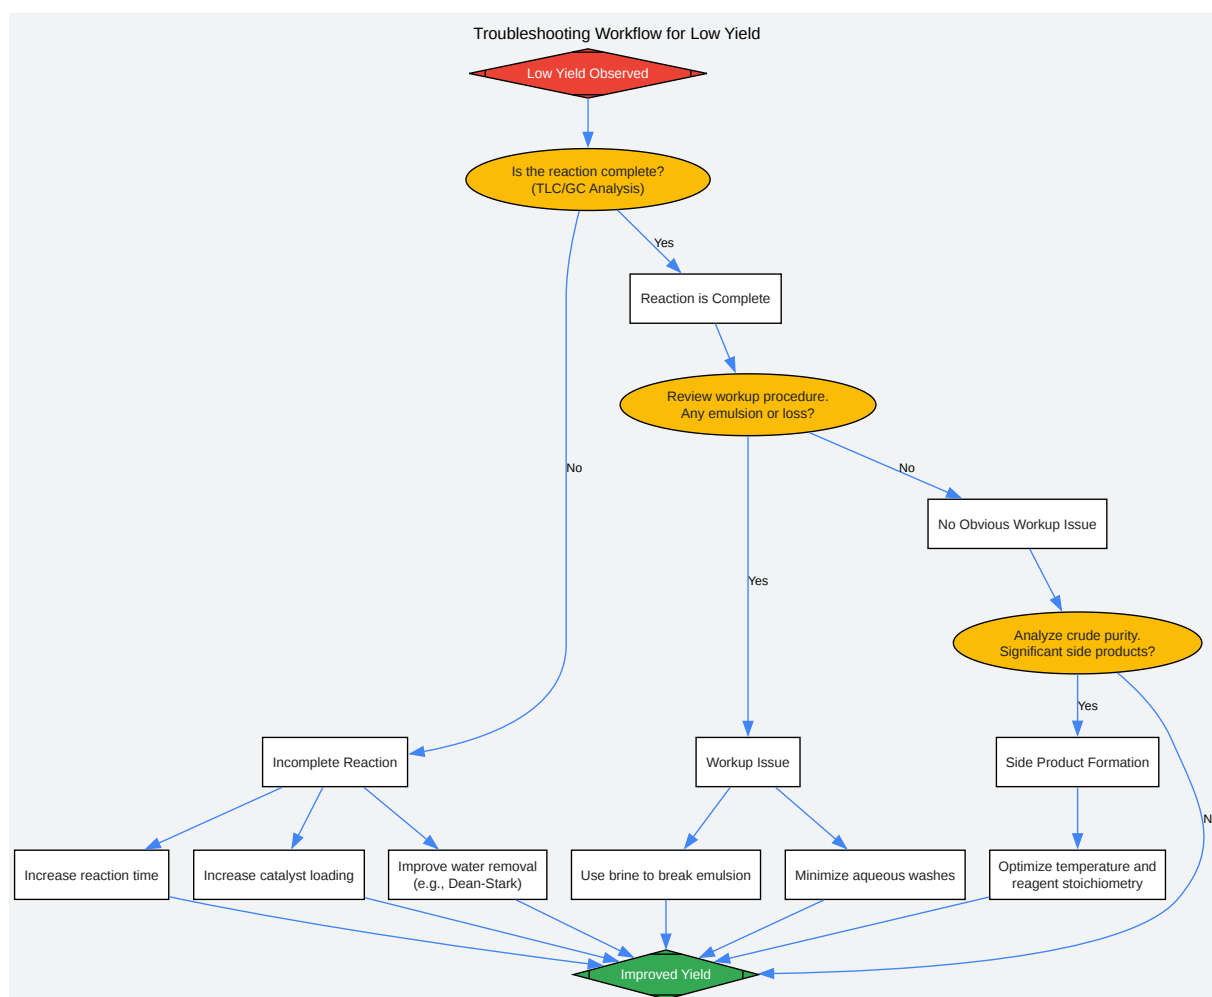 Troubleshooting Workflow for Low Yield
Low Yield Observed
Is the reaction complete?
(TLC/GC Analysis)
Yes
Reaction is Complete
Review workup procedure.
Any emulsion or loss?
No
No
No Obvious Workup Issue
Yes
Analyze crude purity.
Significant side products?
Yes
Incomplete Reaction
Workup Issue
Side Product Formation
N
Increase reaction time
Increase catalyst loading
Improve water removal
(e.g., Dean-Stark)
Use brine to break emulsion
Minimize aqueous washes
Optimize temperature and
reagent stoichiometry
Improved Yield